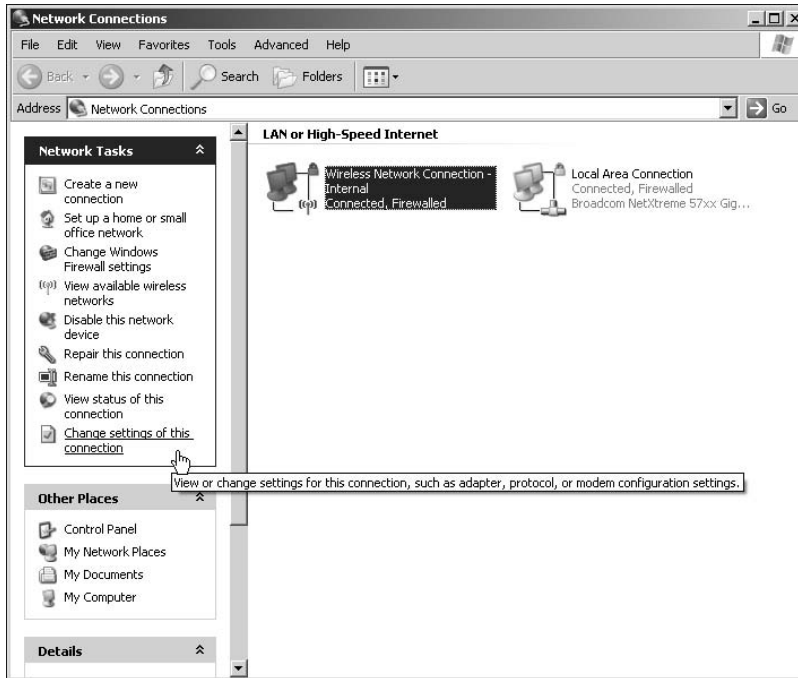 Network Connections
File Edit View Favorites Tools Advanced Help
Back Search Folders
Address Network Connections Go
Network Tasks
Create a new
connection
Set up a home or small
office network
Change Windows
Firewall settings
View available wireless
networks
Disable this network
device
Repair this connection
Rename this connection
View status of this
connection
Change settings of this
connection
View or change settings for this connection, such as adapter, protocol, or modem configuration settings.
Other Places
Control Panel
My Network Places
My Documents
My Computer
Details
LAN or High-Speed Internet
Wireless Network Connection -
Internal
Connected, Firewalled
Local Area Connection
Connected, Firewalled
Broadcom NetXtreme 57xx Gig...